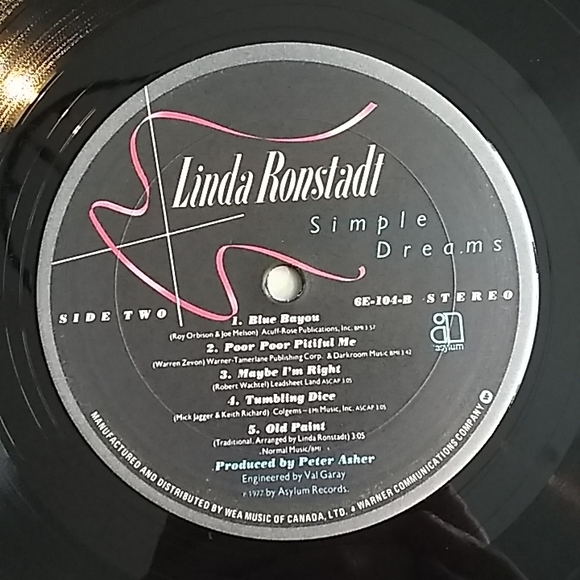 Linda Ronstadt
Simple
Dreams
SIDE TWO
6E-104-B STEREO
1. Blue Bayou
(Roy Orbison & Joe Melson) Acuff-Rose Publications, Inc. BMI 3:57
2. Poor Poor Pitiful Me
(Warren Zevon) Warner-Tamerlane Publishing Corp. & Darkroom Music BMI 3:42
3. Maybe I'm Right
(Robert Wachtel) Leadsheet Land ASCAP 3:05
4. Tumbling Dice
(Mick Jagger & Keith Richard) Colgems-EMI Music, Inc. ASCAP 3:05
5. Old Paint
(Traditional, Arranged by Linda Ronstadt) 3:05
Normal Music/BMI
Produced by Peter Asher
Engineered by Val Garay
℗ 1977 by Asylum Records.
asylum
MANUFACTURED AND DISTRIBUTED BY WEA MUSIC OF CANADA, LTD. a WARNER COMMUNICATIONS COMPANY